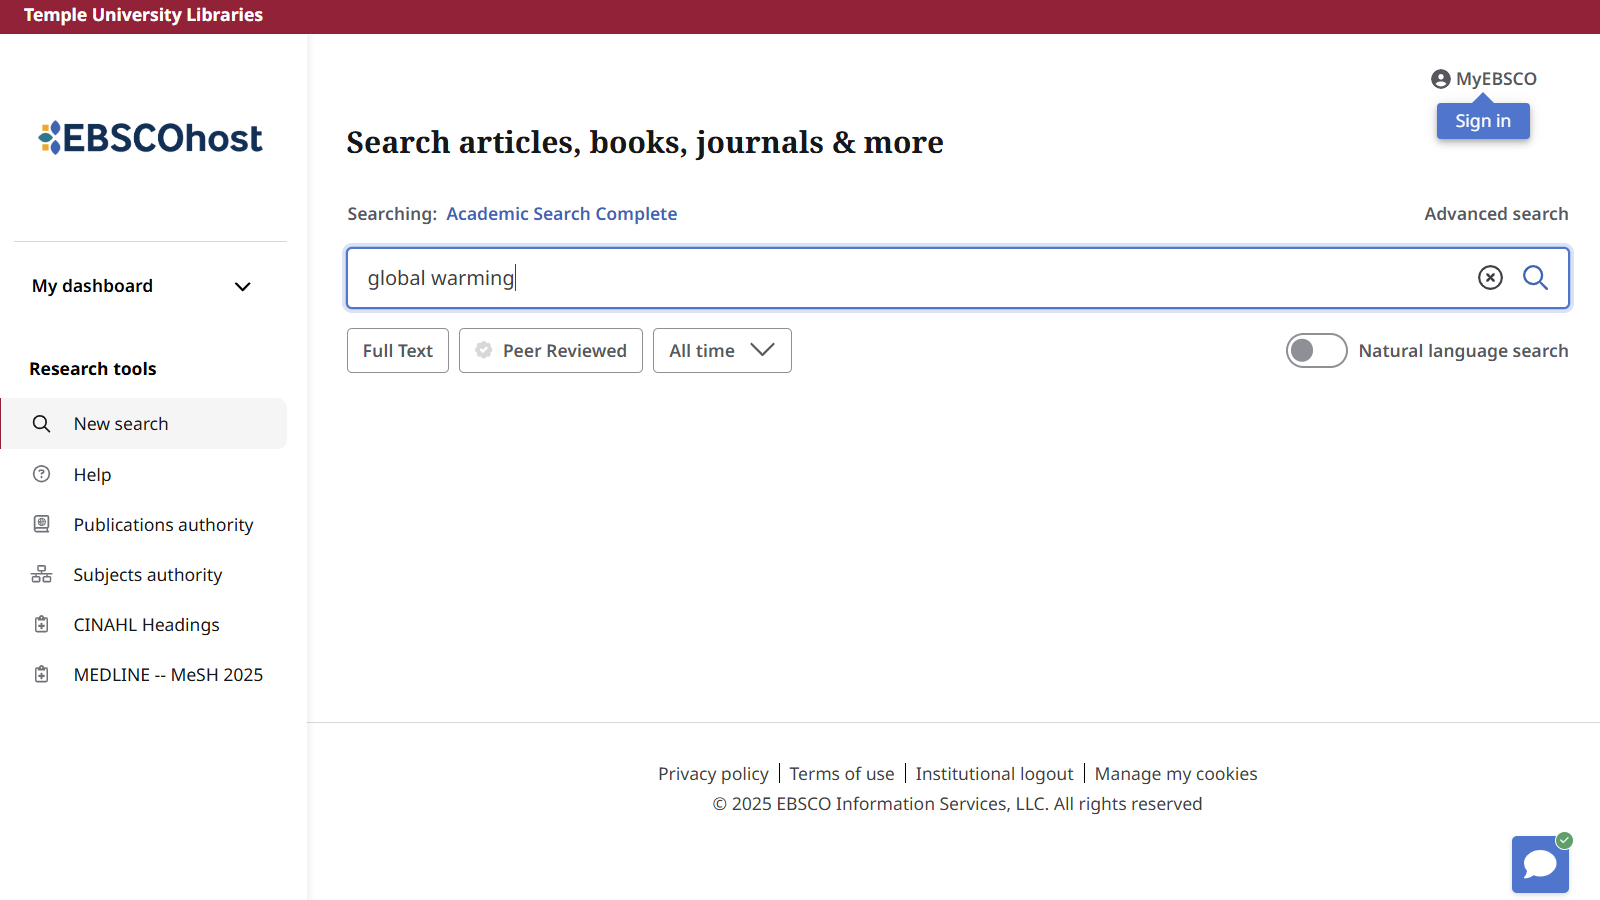 Temple University Libraries
EBSCOhost
My dashboard
Research tools
New search
Help
Publications authority
Subjects authority
CINAHL Headings
MEDLINE -- MeSH 2025
MyEBSCO
Sign in
Search articles, books, journals & more
Searching: Academic Search Complete
Advanced search
global warming
Full Text
Peer Reviewed
All time
Natural language search
Privacy policy | Terms of use | Institutional logout | Manage my cookies
© 2025 EBSCO Information Services, LLC. All rights reserved